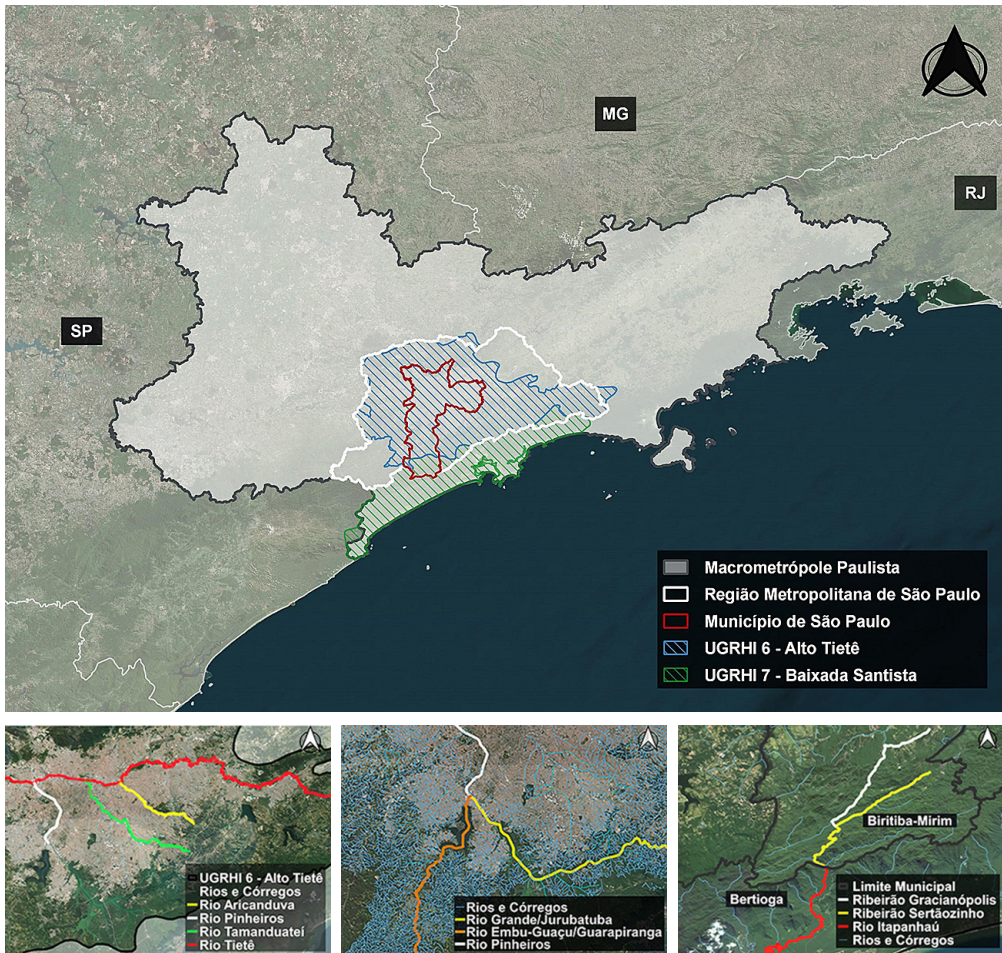 MG
RJ
SP
Macrometrópole Paulista
Região Metropolitana de São Paulo
Município de São Paulo
UGRHI 6 - Alto Tietê
UGRHI 7 - Baixada Santista
UGRHI 6 - Alto Tietê
Rios e Córregos
Rio Aricanduva
Rio Pinheiros
Rio Tamanduateí
Rio Tietê
Rios e Córregos
Rio Grande/Jurubatuba
Rio Embu-Guaçu/Guarapiranga
Rio Pinheiros
Biritiba-Mirim
Bertioga
Limite Municipal
Ribeirão Gracianópolis
Ribeirão Sertãozinho
Rio Itapanhaú
Rios e Córregos